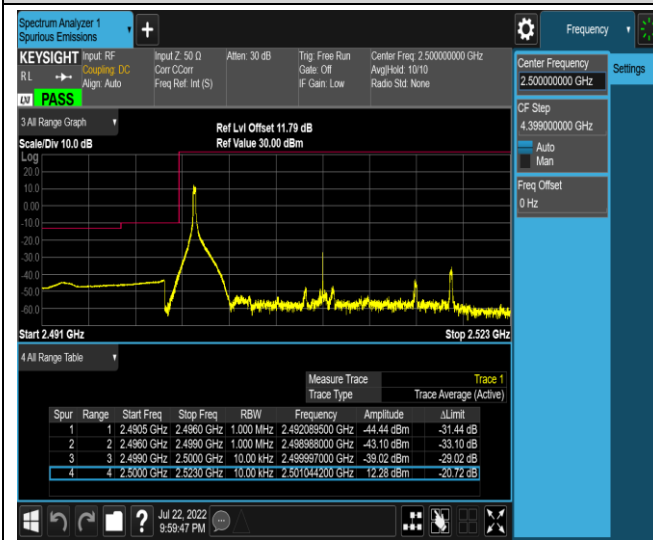 Spectrum Analyzer 1
Spurious Emissions
Frequency
KEYSIGHT
R L
LXI
PASS
Input: RF
Coupling: DC
Align: Auto
Input Z: 50 Ω
Corr CCorr
Freq Ref: Int (S)
Atten: 30 dB
Trig: Free Run
Gate: Off
IF Gain: Low
Center Freq: 2.500000000 GHz
Avg|Hold: 10/10
Radio Std: None
Center Frequency
2.500000000 GHz
Settings
CF Step
4.399000000 GHz
Auto
Man
Freq Offset
0 Hz
3 All Range Graph
Scale/Div 10.0 dB
Ref Lvl Offset 11.79 dB
Ref Value 30.00 dBm
Log
20.0
10.0
0.00
-10.0
-20.0
-30.0
-40.0
-50.0
-60.0
Start 2.491 GHz
Stop 2.523 GHz
4 All Range Table
Measure Trace Trace 1
Trace Type Trace Average (Active)
Spur Range Start Freq Stop Freq RBW Frequency Amplitude ΔLimit
1 1 2.4905 GHz 2.4960 GHz 1.000 MHz 2.492089500 GHz -44.44 dBm -31.44 dB
2 2 2.4960 GHz 2.4990 GHz 1.000 MHz 2.498988000 GHz -43.10 dBm -33.10 dB
3 3 2.4990 GHz 2.5000 GHz 10.00 kHz 2.499997000 GHz -39.02 dBm -29.02 dB
4 4 2.5000 GHz 2.5230 GHz 10.00 kHz 2.501044200 GHz 12.28 dBm -20.72 dB
Jul 22, 2022
9:59:47 PM